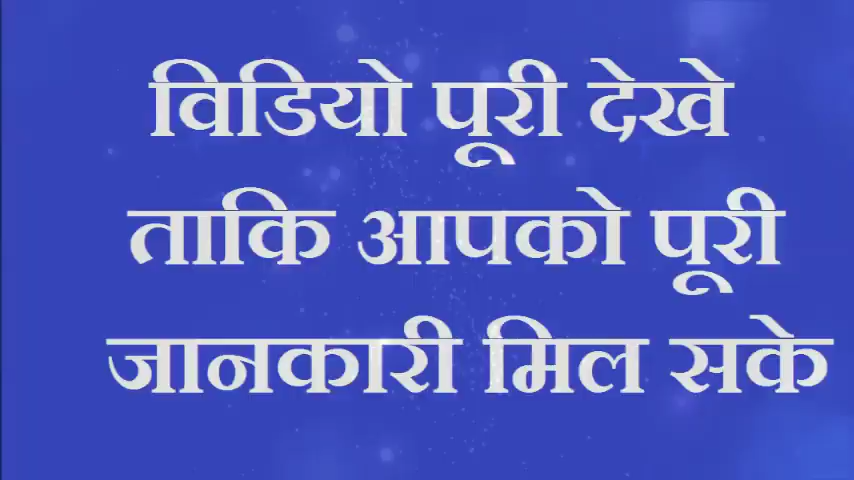 विडियो पूरी देखे
ताकि आपको पूरी
जानकारी मिल सके